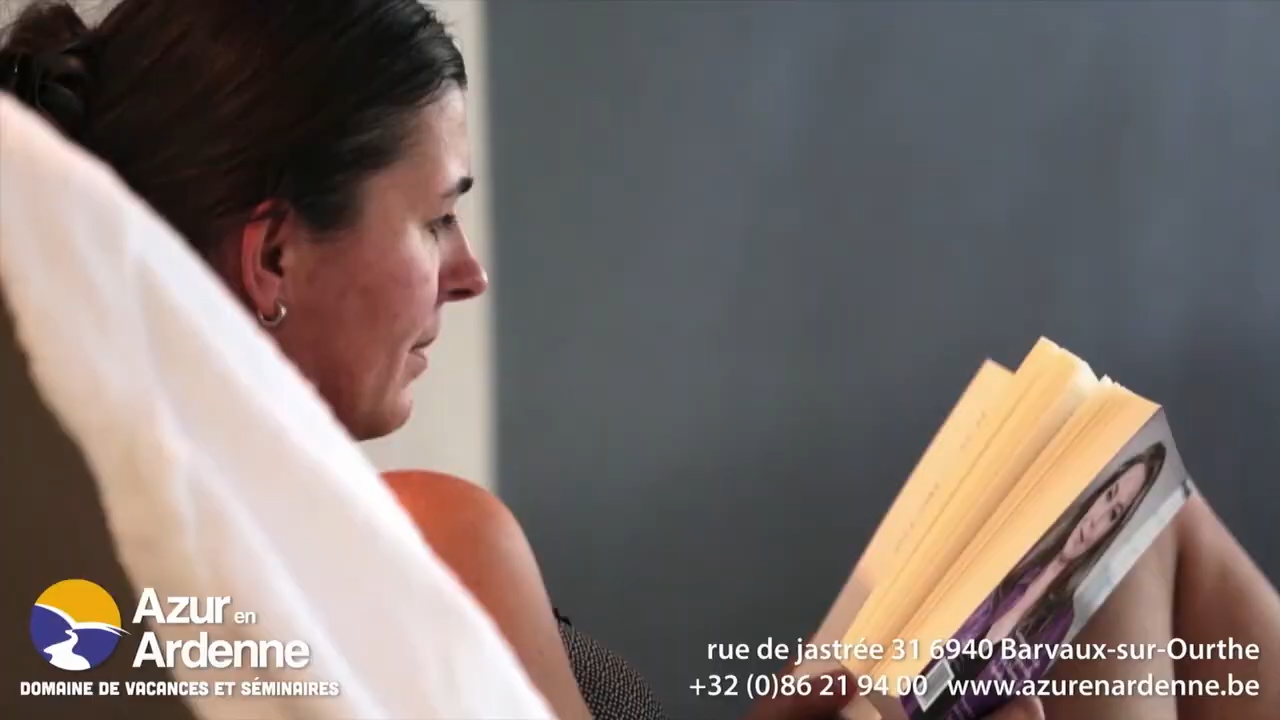 Azur en
Ardenne
DOMAINE DE VACANCES ET SÉMINAIRES
rue de jastrée 31 6940 Barvaux-sur-Ourthe
+32 (0)86 21 94 00 www.azurenardenne.be